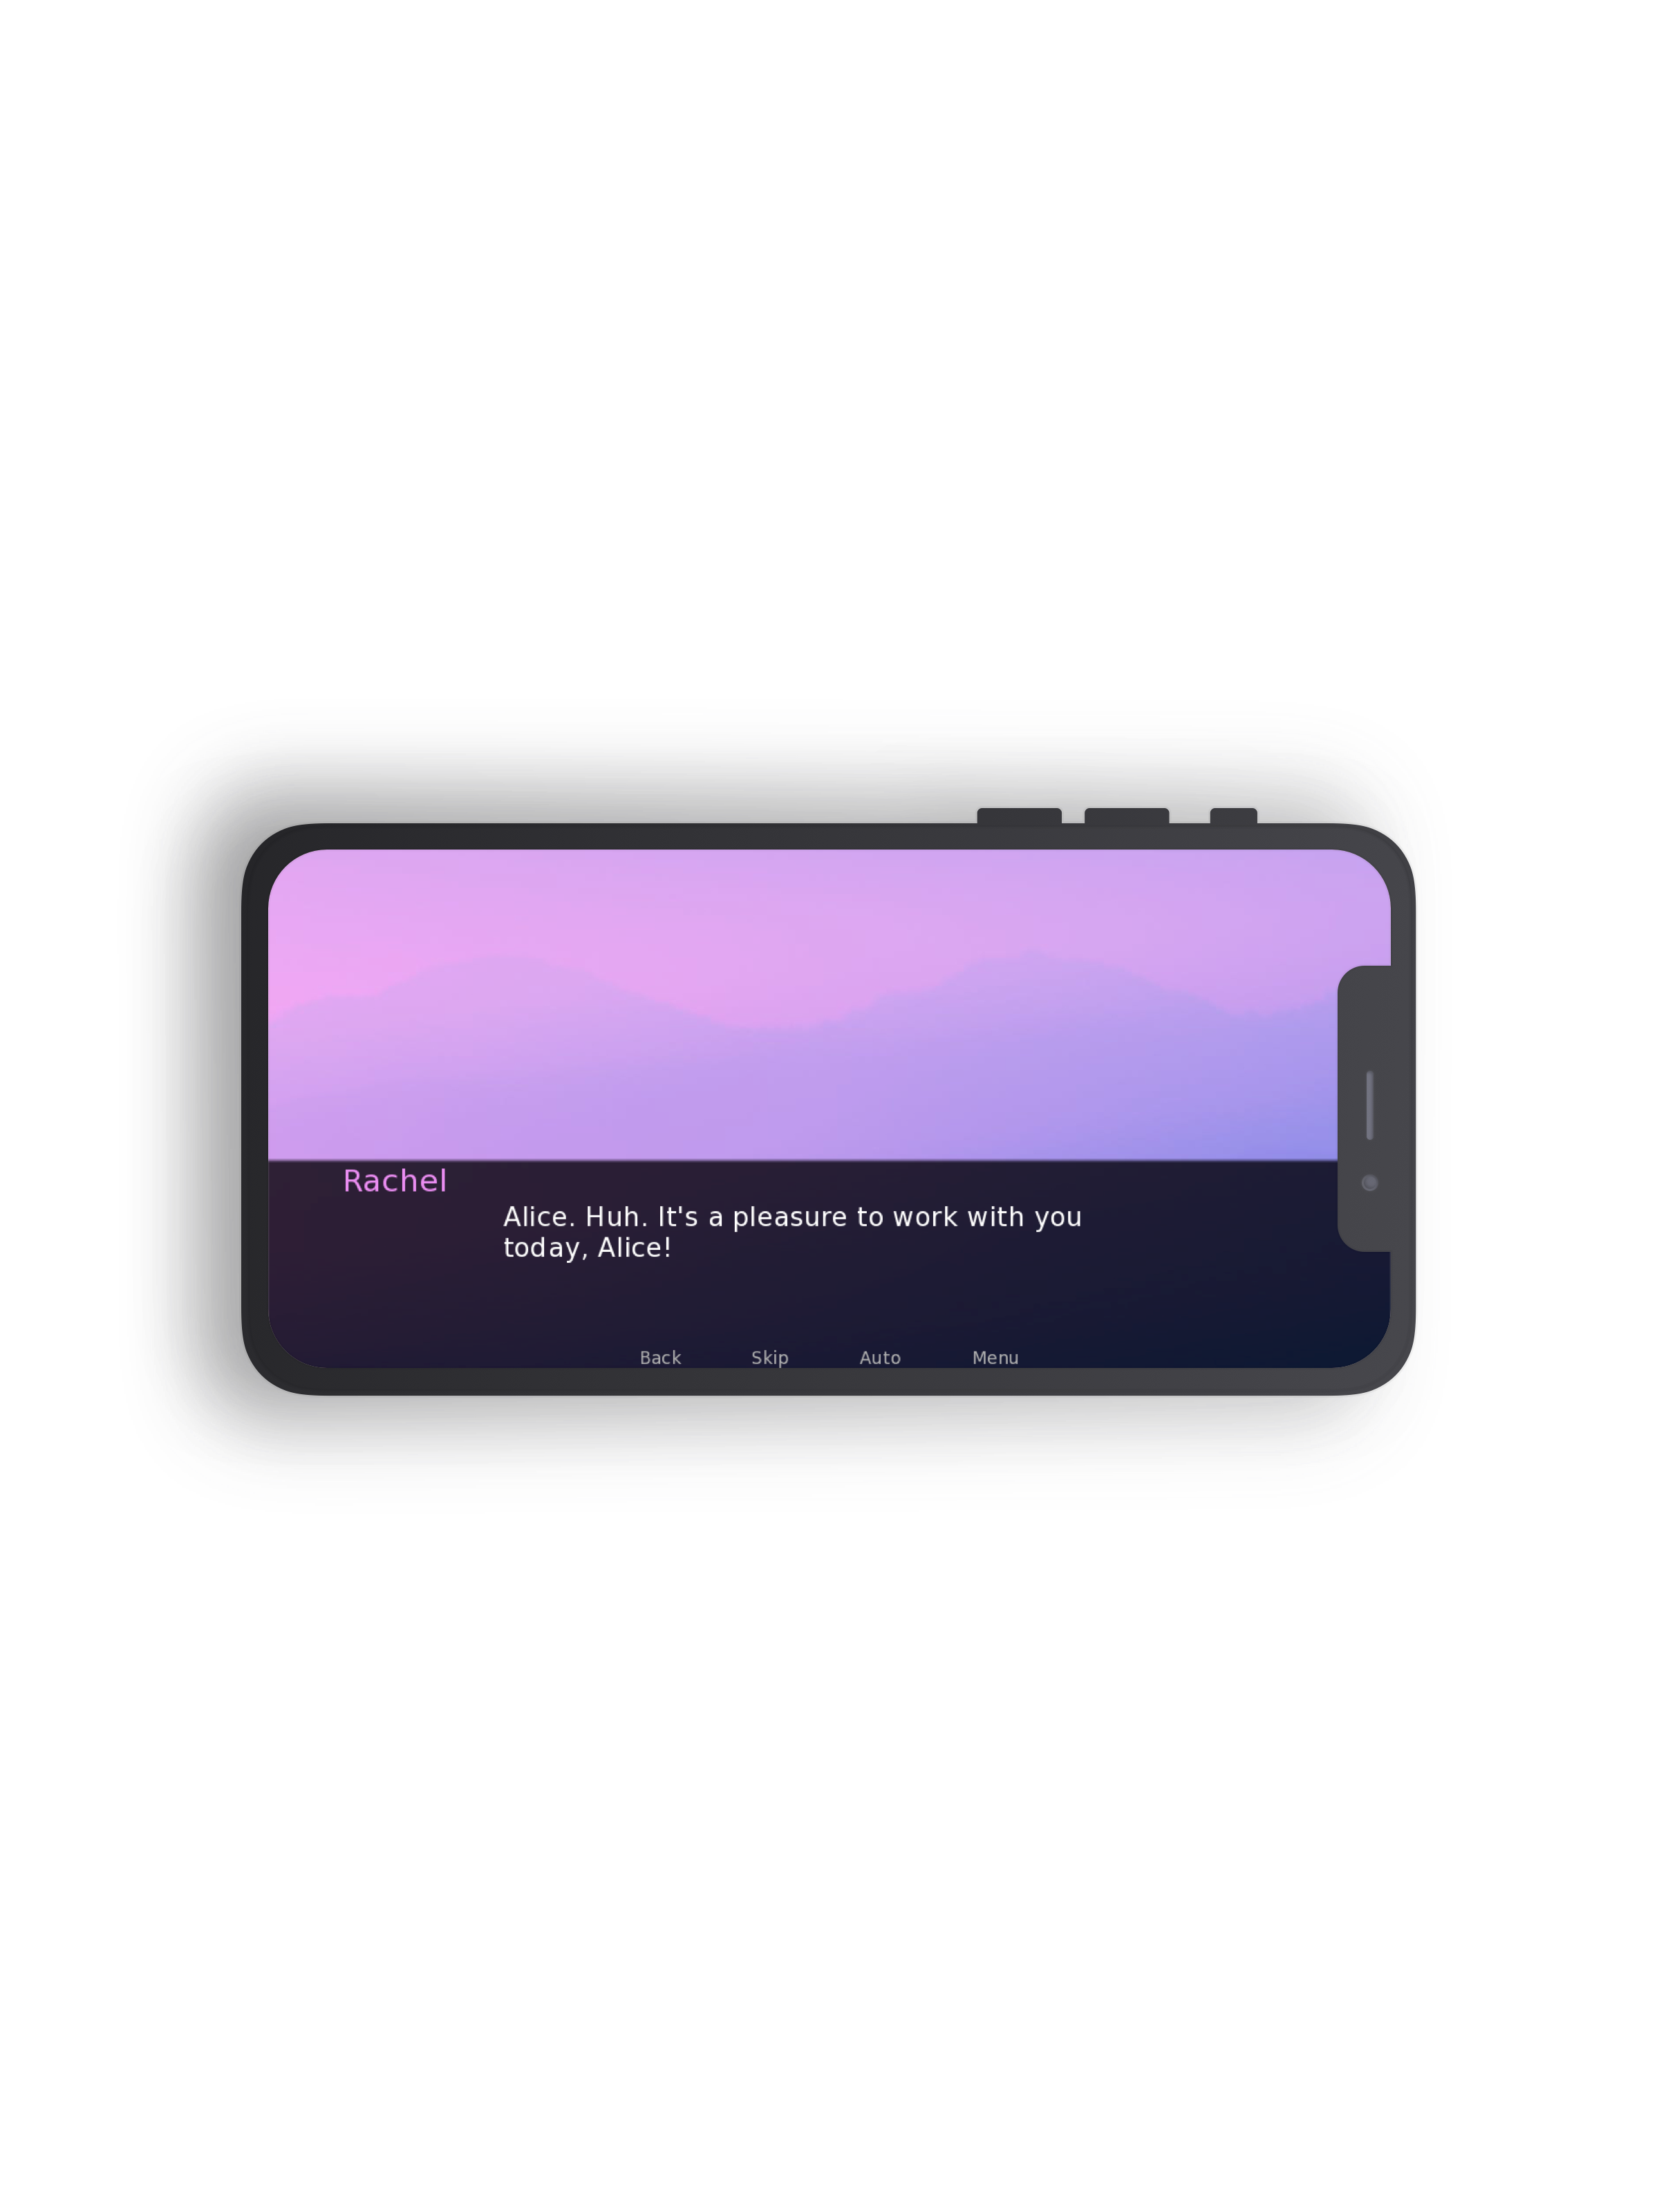 Rachel
Alice. Huh. It's a pleasure to work with you
today, Alice!
Back Skip Auto Menu